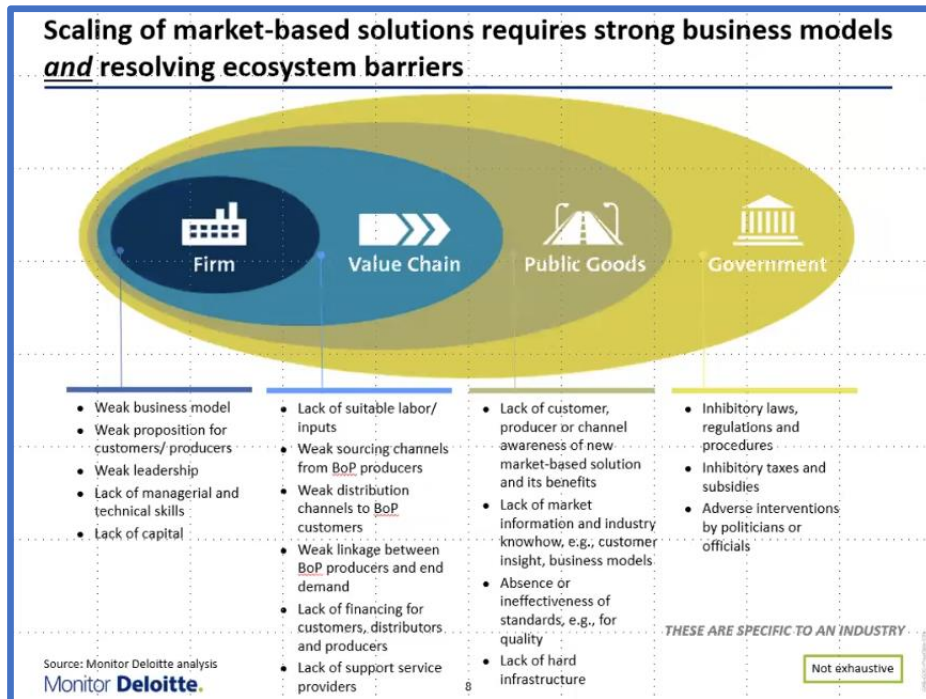 Scaling of market-based solutions requires strong business models
and resolving ecosystem barriers
Firm
Value Chain
Public Goods
Government
• Weak business model
• Weak proposition for
customers/ producers
• Weak leadership
• Lack of managerial and
technical skills
• Lack of capital
• Lack of suitable labor/
inputs
• Weak sourcing channels
from BoP producers
• Weak distribution
channels to BoP
customers
• Weak linkage between
BoP producers and end
demand
• Lack of financing for
customers, distributors
and producers
• Lack of support service
providers
• Lack of customer,
producer or channel
awareness of new
market-based solution
and its benefits
• Lack of market
information and industry
knowhow, e.g., customer
insight, business models
• Absence or
ineffectiveness of
standards, e.g., for
quality
• Lack of hard
infrastructure
• Inhibitory laws,
regulations and
procedures
• Inhibitory taxes and
subsidies
• Adverse interventions
by politicians or
officials
THESE ARE SPECIFIC TO AN INDUSTRY
Not exhaustive
Source: Monitor Deloitte analysis
Monitor Deloitte.
8